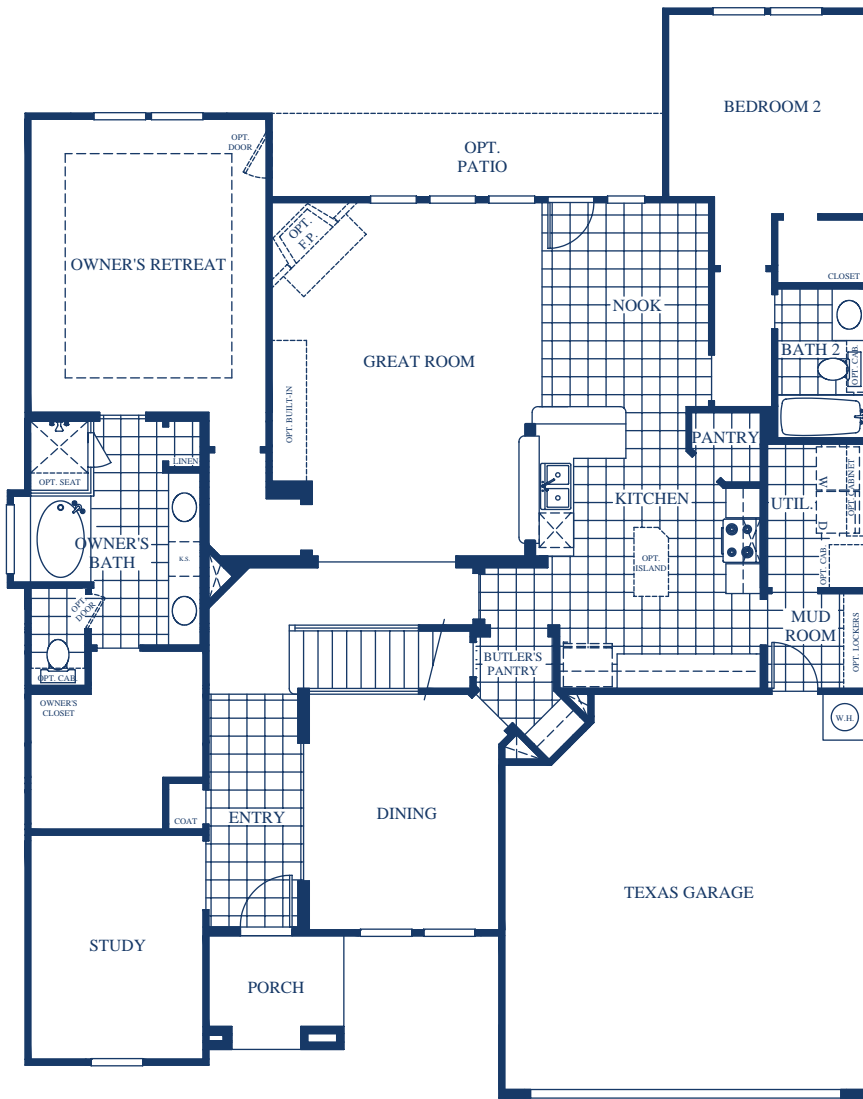 BEDROOM 2
OPT.
DOOR
OPT.
PATIO
OPT.
F.P.
OWNER'S RETREAT
CLOSET
NOOK
BATH 2
OPT. CAB.
GREAT ROOM
OPT. BUILT-IN
PANTRY
LINEN
OPT. SEAT
W
OPT. CABINET
KITCHEN
UTIL.
D
OWNER'S
BATH
K.S.
OPT.
ISLAND
OPT. CAB.
OPT.
DOOR
MUD
ROOM
OPT. LOCKERS
BUTLER'S
PANTRY
OPT. CAB.
OWNER'S
CLOSET
W.H.
COAT
ENTRY
DINING
TEXAS GARAGE
STUDY
PORCH